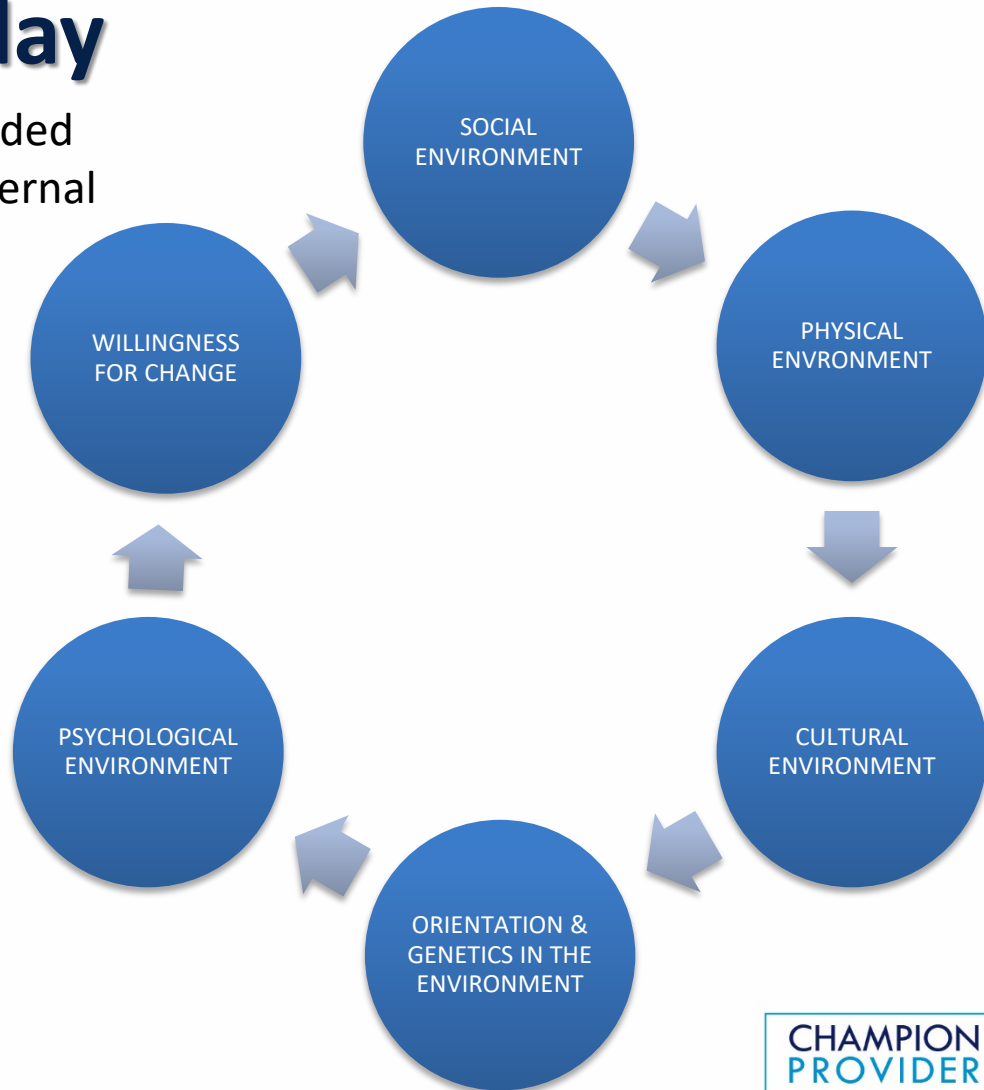 lay
ded
ernal
SOCIAL
ENVIRONMENT
PHYSICAL
ENVRONMENT
CULTURAL
ENVIRONMENT
ORIENTATION &
GENETICS IN THE
ENVIRONMENT
PSYCHOLOGICAL
ENVIRONMENT
WILLINGNESS
FOR CHANGE
CHAMPION
PROVIDER